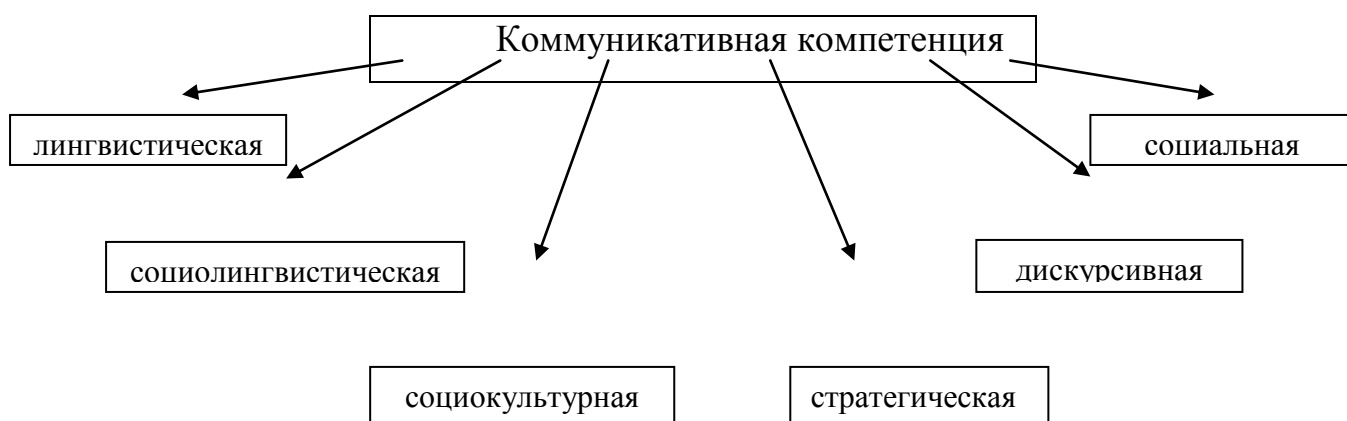 Коммуникативная компетенция
лингвистическая
социальная
социолингвистическая
дискурсивная
социокультурная
стратегическая